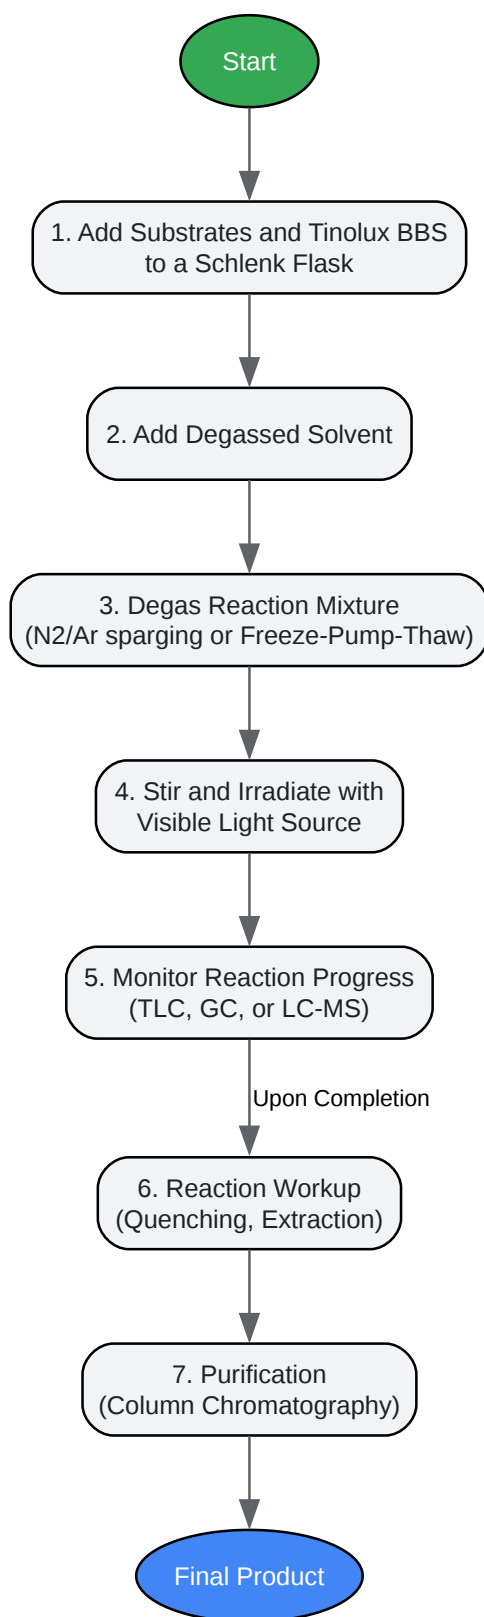 Start
1. Add Substrates and Tinolux BBS
to a Schlenk Flask
2. Add Degassed Solvent
3. Degas Reaction Mixture
(N2/Ar sparging or Freeze-Pump-Thaw)
4. Stir and Irradiate with
Visible Light Source
5. Monitor Reaction Progress
(TLC, GC, or LC-MS)
Upon Completion
6. Reaction Workup
(Quenching, Extraction)
7. Purification
(Column Chromatography)
Final Product